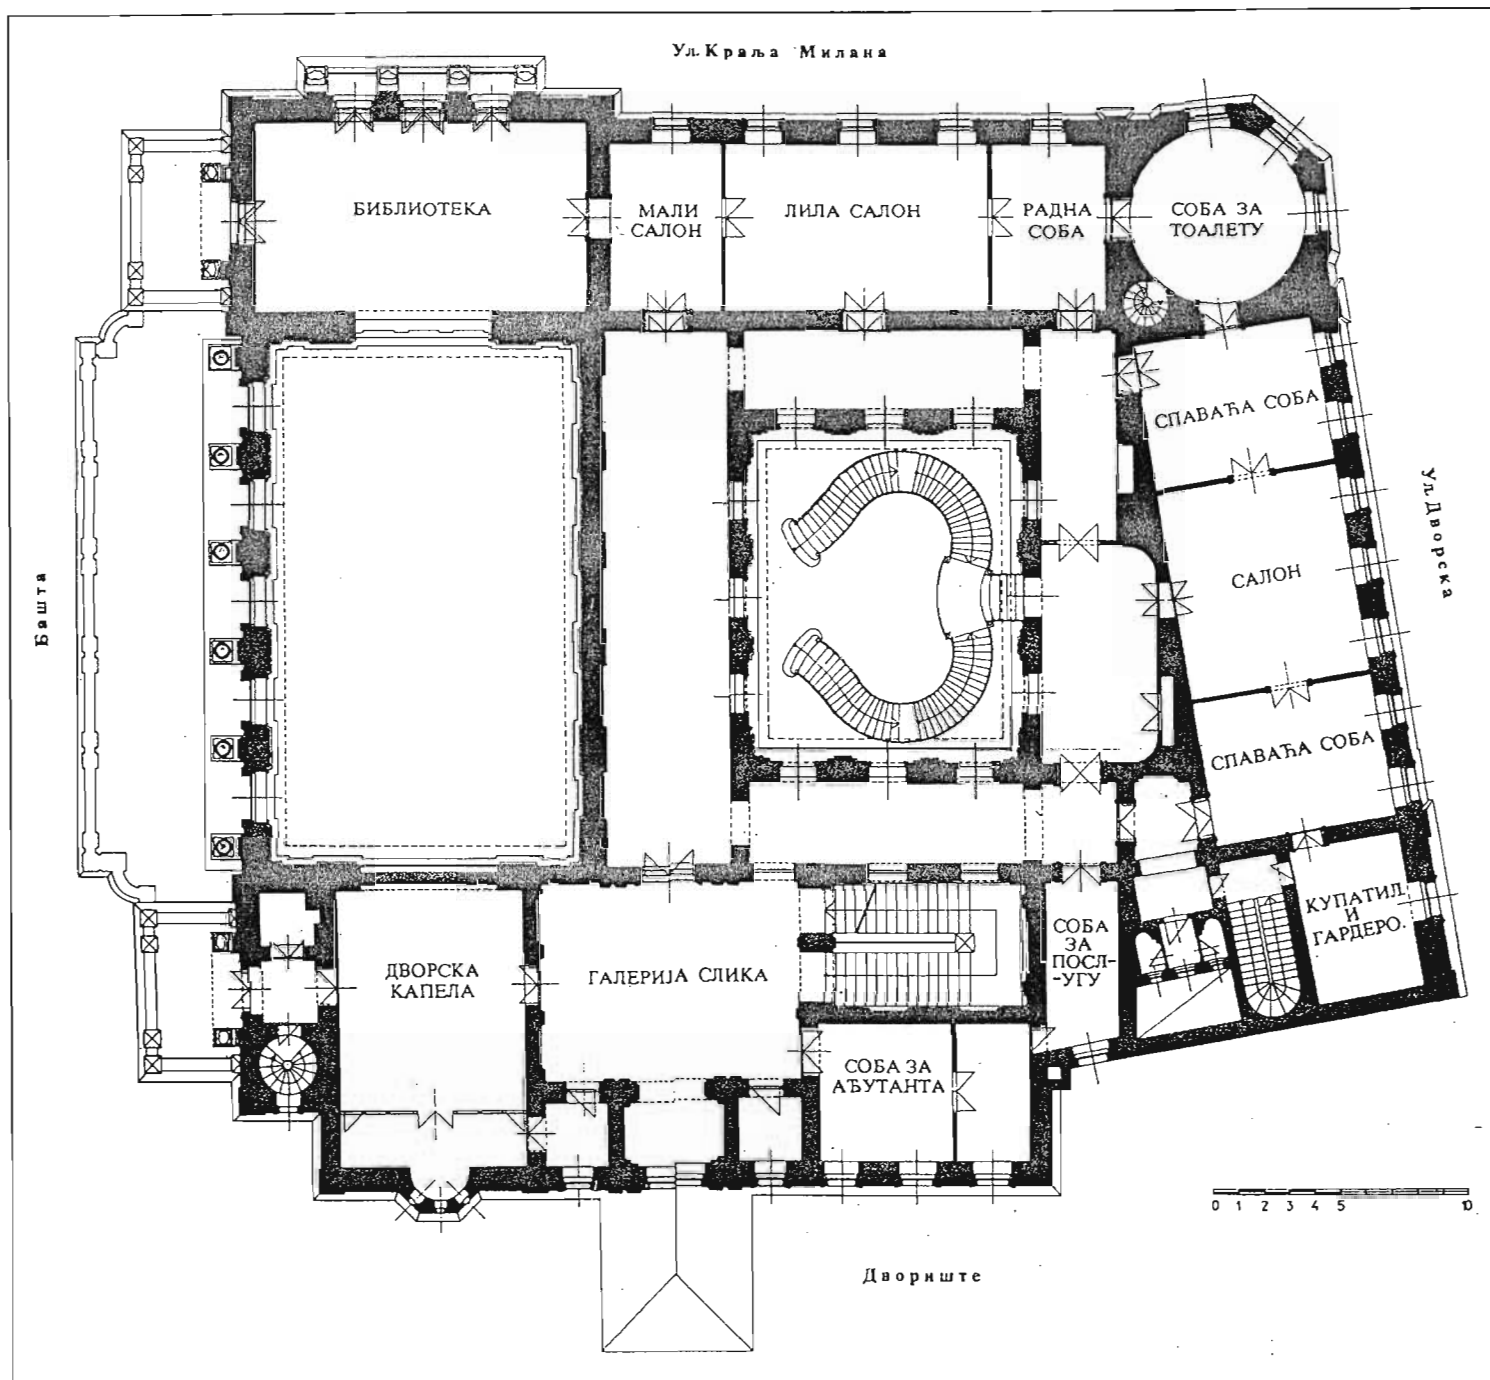 Ул. Краља Милана
БИБЛИОТЕКА
МАЛИ
САЛОН
ЛИЛА САЛОН
РАДНА
СОБА
СОБА ЗА
ТОАЛЕТУ
СПАВАЋА СОБА
Ул. Дворска
САЛОН
Башта
СПАВАЋА СОБА
КУПАТИЛ.
И
ГАРДЕРО.
СОБА
ЗА
ПОСЛ-
-УГУ
ДВОРСКА
КАПЕЛА
ГАЛЕРИЈА СЛИКА
СОБА ЗА
АЂУТАНТА
0 1 2 3 4 5 10
Двориште